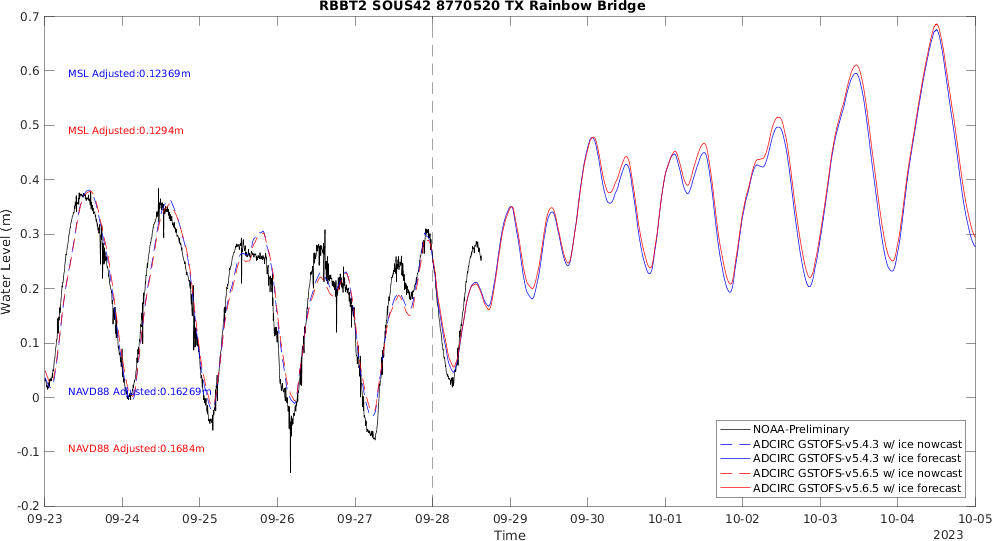 RBBT2 SOUS42 8770520 TX Rainbow Bridge
0.7
0.6
0.5
0.4
0.3
0.2
0.1
0
-0.1
-0.2
Water Level (m)
MSL Adjusted:0.12369m
MSL Adjusted:0.1294m
NAVD88 Adjusted:0.16269m
NAVD88 Adjusted:0.1684m
NOAA-Preliminary
ADCIRC GSTOFS-v5.4.3 w/ ice nowcast
ADCIRC GSTOFS-v5.4.3 w/ ice forecast
ADCIRC GSTOFS-v5.6.5 w/ ice nowcast
ADCIRC GSTOFS-v5.6.5 w/ ice forecast
09-23 09-24 09-25 09-26 09-27 09-28 09-29 09-30 10-01 10-02 10-03 10-04 10-05
Time
2023